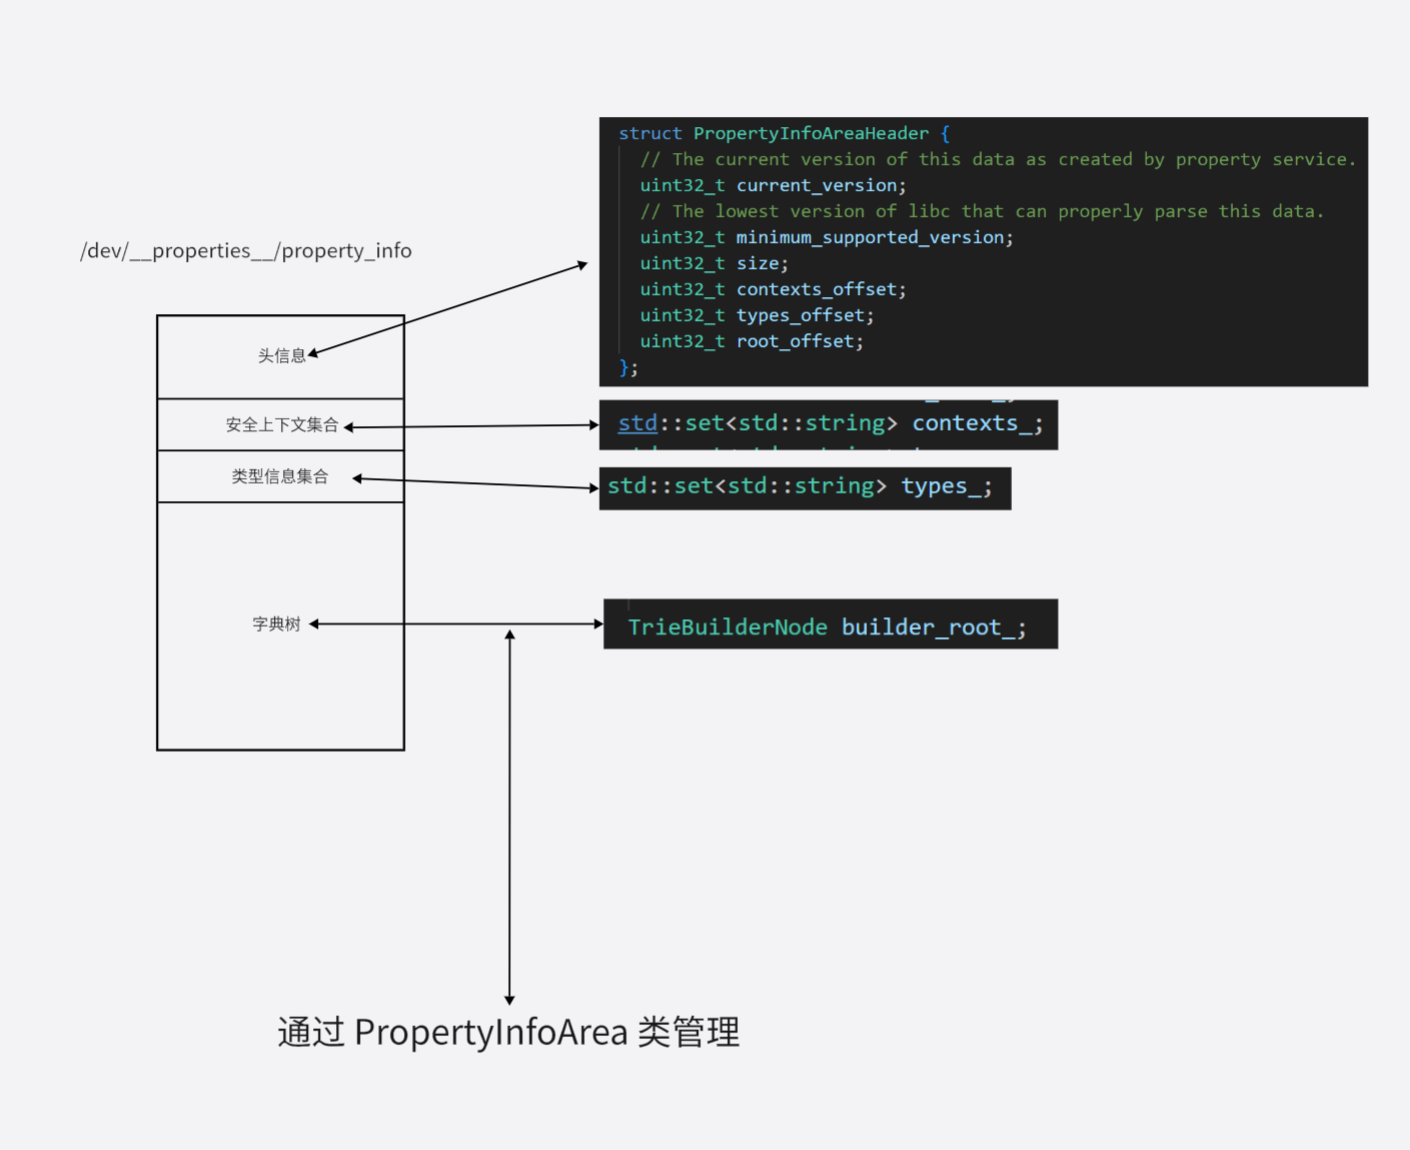 struct PropertyInfoAreaHeader {
// The current version of this data as created by property service.
uint32_t current_version;
// The lowest version of libc that can properly parse this data.
uint32_t minimum_supported_version;
uint32_t size;
uint32_t contexts_offset;
uint32_t types_offset;
uint32_t root_offset;
};
/dev/__properties__/property_info
头信息
安全上下文集合
std::set<std::string> contexts_;
类型信息集合
std::set<std::string> types_;
字典树
TrieBuilderNode builder_root_;
通过 PropertyInfoArea 类管理